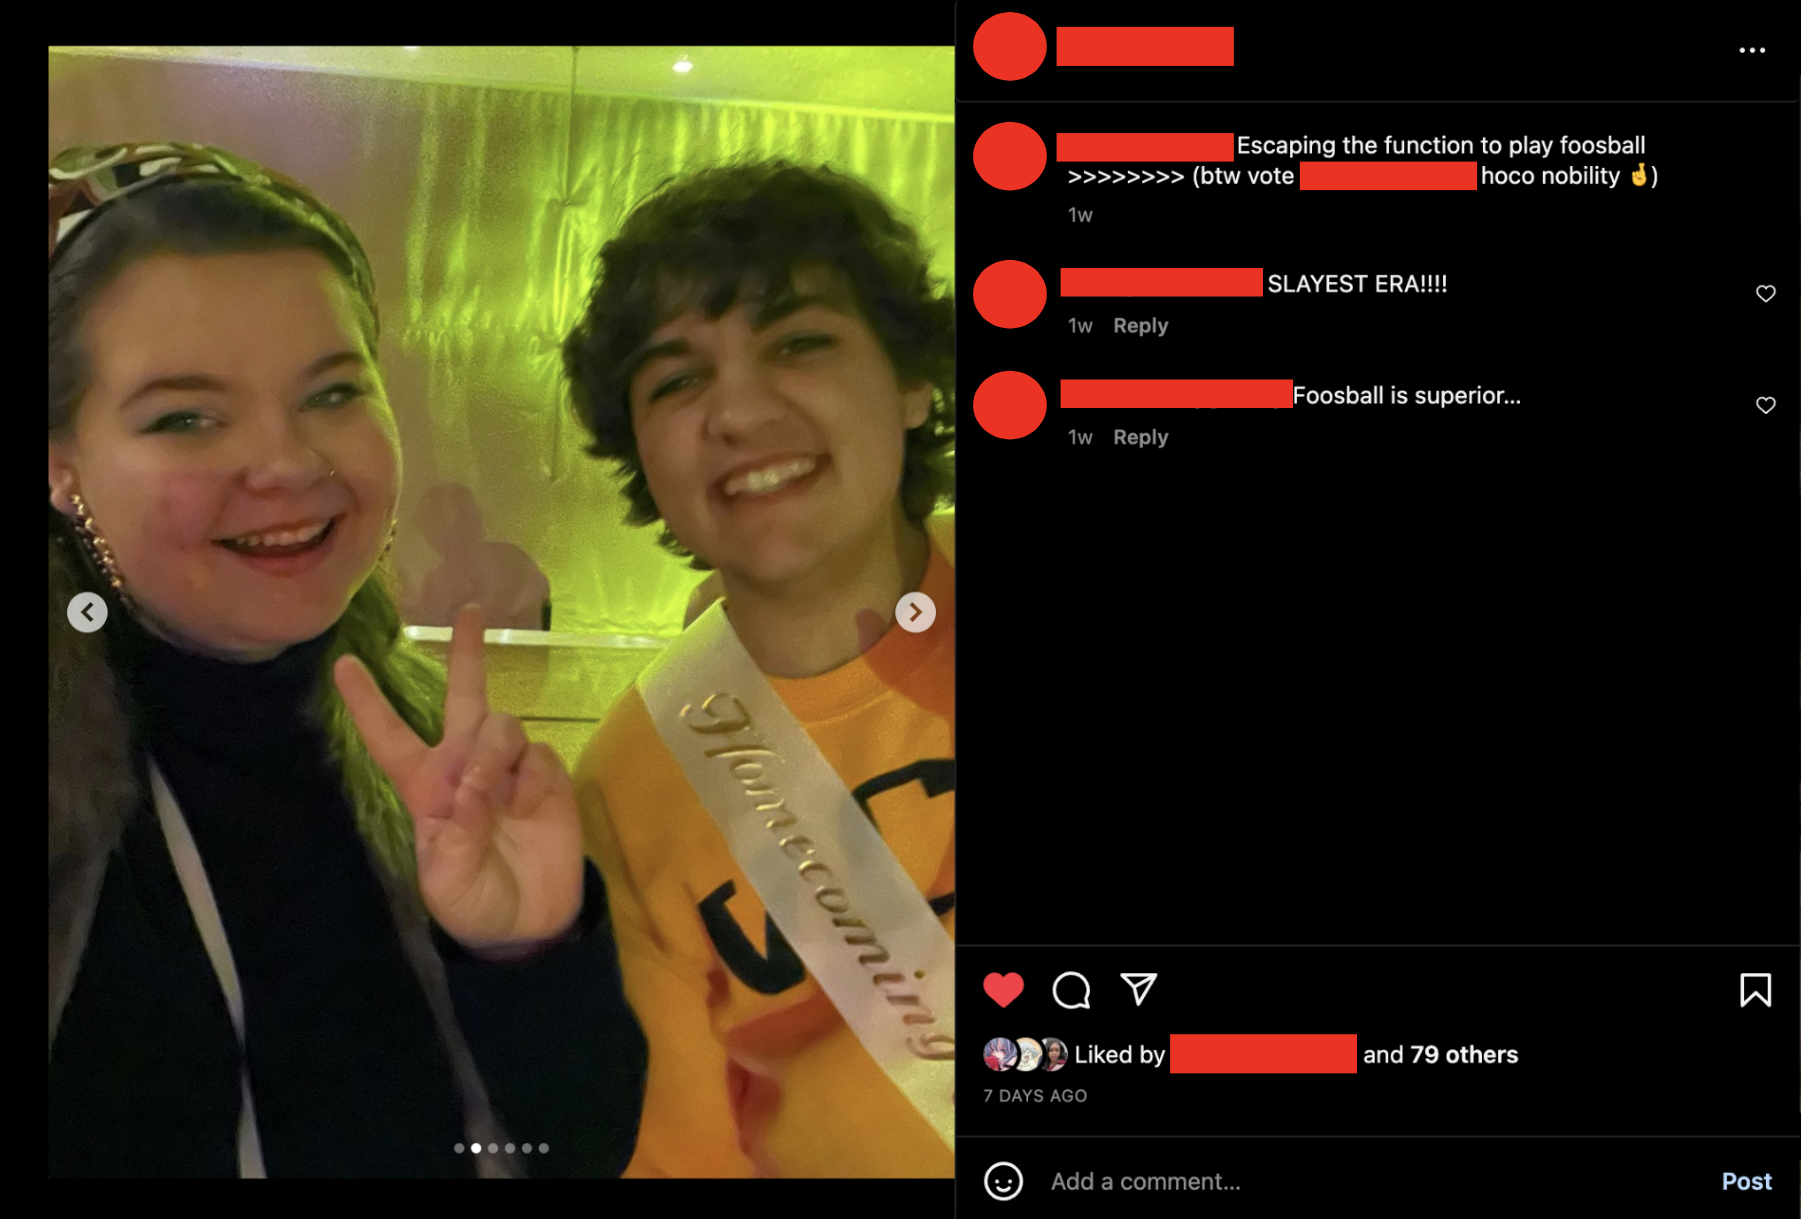 Escaping the function to play foosball
>>>>>>>> (btw vote hoco nobility 🤞)
1w
SLAYEST ERA!!!!
1w Reply
Foosball is superior...
1w Reply
Homecoming
Liked by and 79 others
7 DAYS AGO
Add a comment...
Post